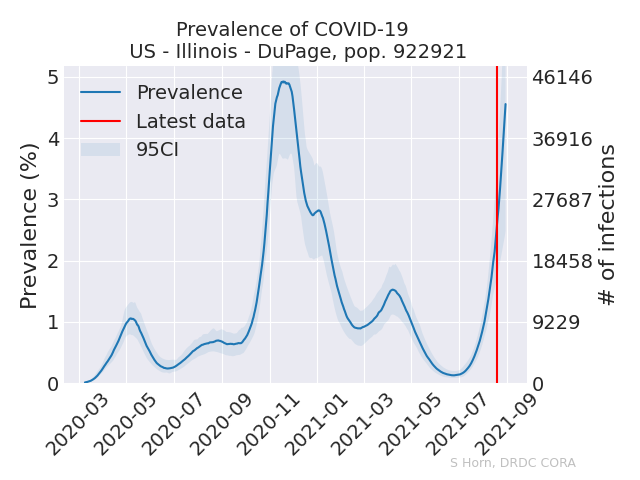 Prevalence of COVID-19
US - Illinois - DuPage, pop. 922921
Prevalence
Latest data
95CI
Prevalence (%)
5
4
3
2
1
0
46146
36916
27687
18458
9229
0
# of infections
2020-03
2020-05
2020-07
2020-09
2020-11
2021-01
2021-03
2021-05
2021-07
2021-09
S Horn, DRDC CORA